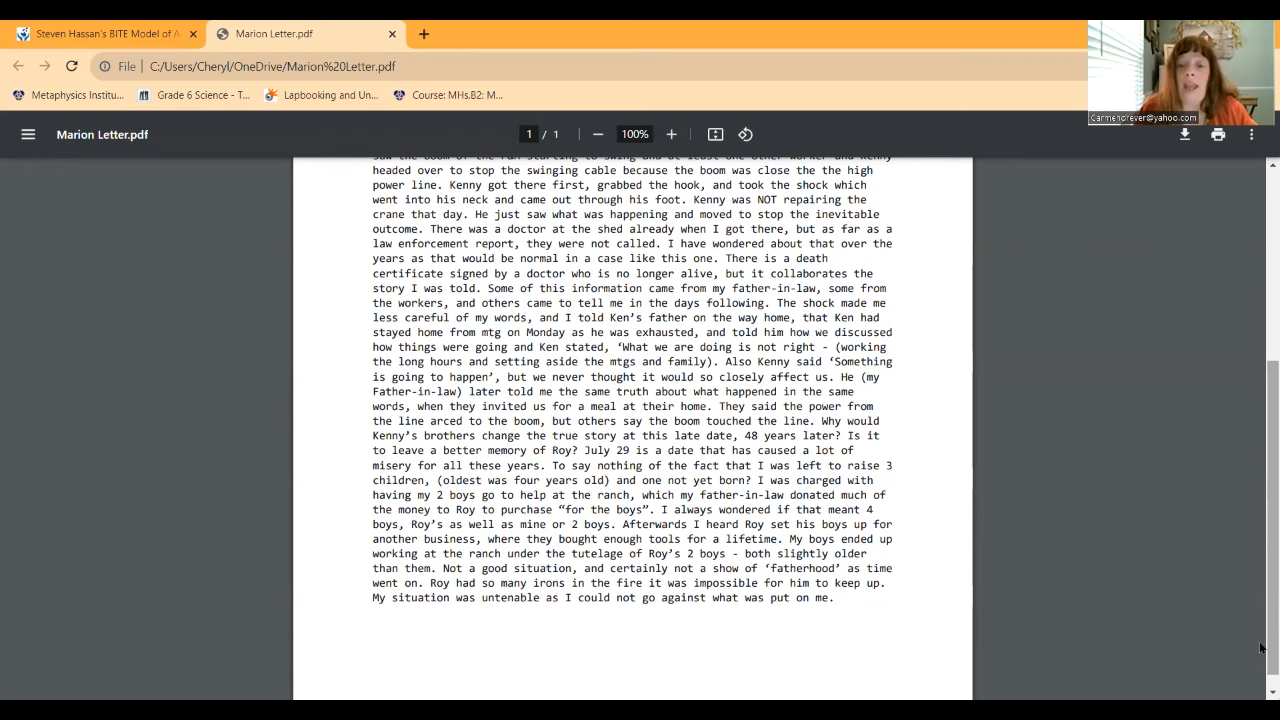 Steven Hassan's BITE Model of A
Marion Letter.pdf
File
C:/Users/Cheryl/OneDrive/Marion%20Letter.pdf
Metaphysics Institu...
Grade 6 Science - T...
Lapbooking and Un...
Course: MHs.B2: M...
Carmendrever@yahoo.com
Marion Letter.pdf
1 / 1
100%
saw the boom of the ran starting to swing and at least one other worker and Kenny
headed over to stop the swinging cable because the boom was close the the high
power line. Kenny got there first, grabbed the hook, and took the shock which
went into his neck and came out through his foot. Kenny was NOT repairing the
crane that day. He just saw what was happening and moved to stop the inevitable
outcome. There was a doctor at the shed already when I got there, but as far as a
law enforcement report, they were not called. I have wondered about that over the
years as that would be normal in a case like this one. There is a death
certificate signed by a doctor who is no longer alive, but it collaborates the
story I was told. Some of this information came from my father-in-law, some from
the workers, and others came to tell me in the days following. The shock made me
less careful of my words, and I told Ken's father on the way home, that Ken had
stayed home from mtg on Monday as he was exhausted, and told him how we discussed
how things were going and Ken stated, ‘What we are doing is not right - (working
the long hours and setting aside the mtgs and family). Also Kenny said ‘Something
is going to happen’, but we never thought it would so closely affect us. He (my
Father-in-law) later told me the same truth about what happened in the same
words, when they invited us for a meal at their home. They said the power from
the line arced to the boom, but others say the boom touched the line. Why would
Kenny’s brothers change the true story at this late date, 48 years later? Is it
to leave a better memory of Roy? July 29 is a date that has caused a lot of
misery for all these years. To say nothing of the fact that I was left to raise 3
children, (oldest was four years old) and one not yet born? I was charged with
having my 2 boys go to help at the ranch, which my father-in-law donated much of
the money to Roy to purchase “for the boys”. I always wondered if that meant 4
boys, Roy’s as well as mine or 2 boys. Afterwards I heard Roy set his boys up for
another business, where they bought enough tools for a lifetime. My boys ended up
working at the ranch under the tutelage of Roy’s 2 boys - both slightly older
than them. Not a good situation, and certainly not a show of ‘fatherhood’ as time
went on. Roy had so many irons in the fire it was impossible for him to keep up.
My situation was untenable as I could not go against what was put on me.